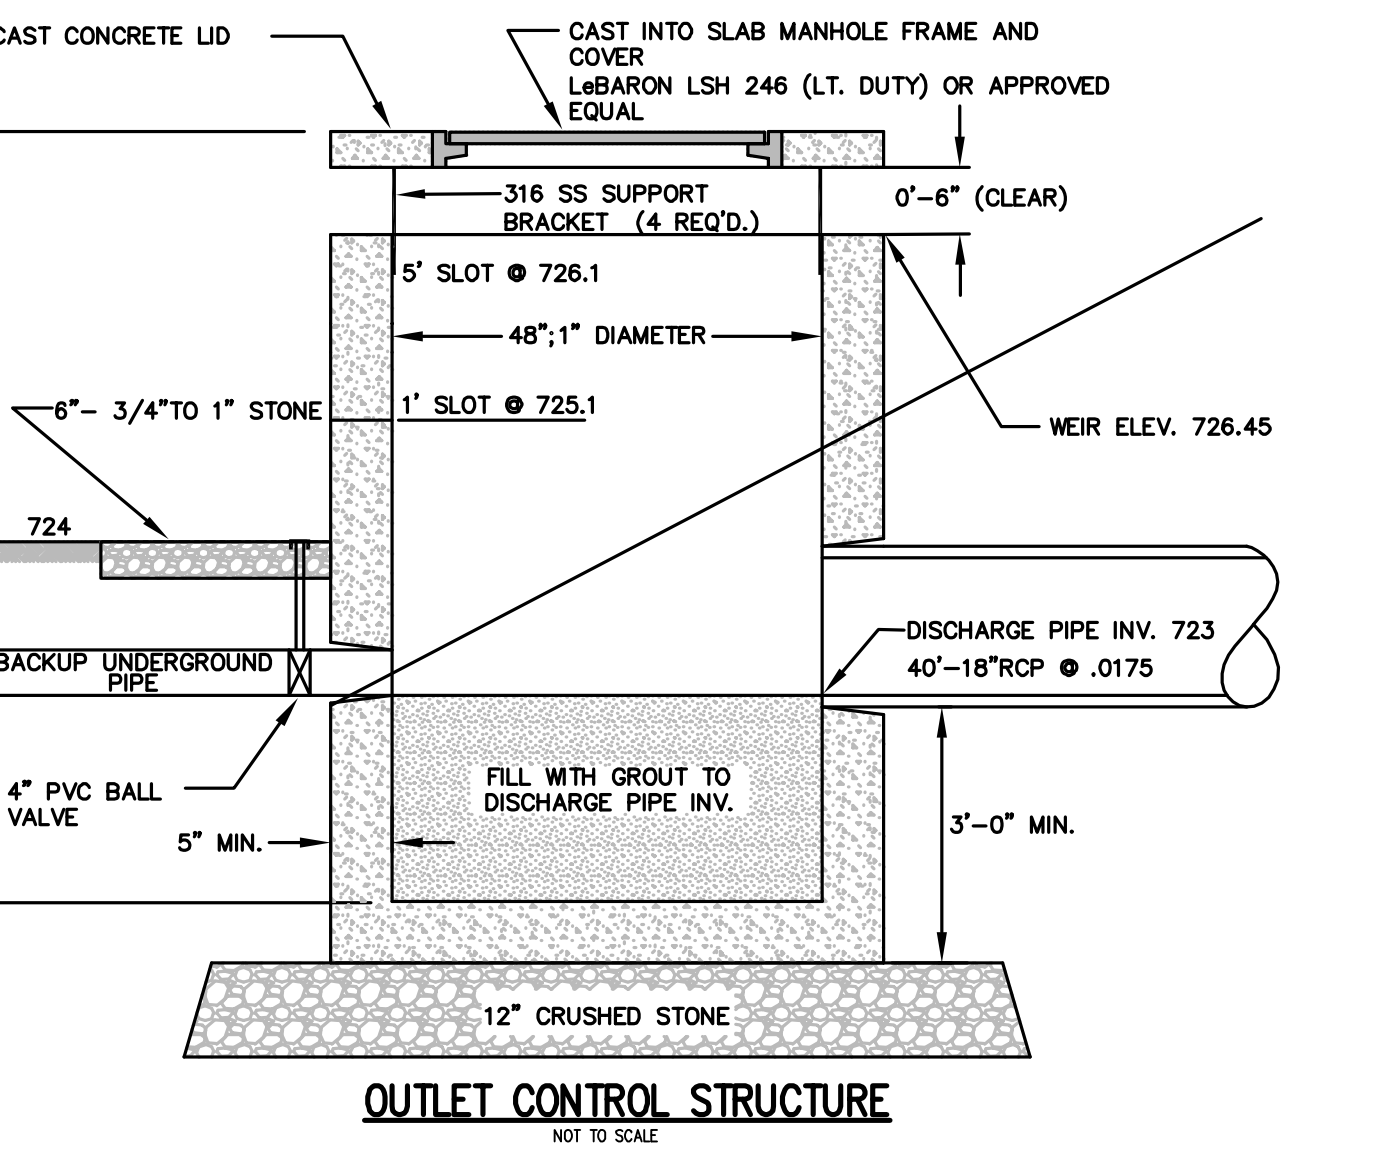 CAST CONCRETE LID
CAST INTO SLAB MANHOLE FRAME AND
COVER
LeBARON LSH 246 (LT. DUTY) OR APPROVED
EQUAL
316 SS SUPPORT
BRACKET (4 REQ'D.)
0'-6" (CLEAR)
5' SLOT @ 726.1
48";1" DIAMETER
6"- 3/4"TO 1" STONE
1' SLOT @ 725.1
WEIR ELEV. 726.45
724
BACKUP UNDERGROUND
PIPE
DISCHARGE PIPE INV. 723
40'-18"RCP @ .0175
4" PVC BALL
VALVE
FILL WITH GROUT TO
DISCHARGE PIPE INV.
5" MIN.
3'-0" MIN.
12" CRUSHED STONE
OUTLET CONTROL STRUCTURE
NOT TO SCALE